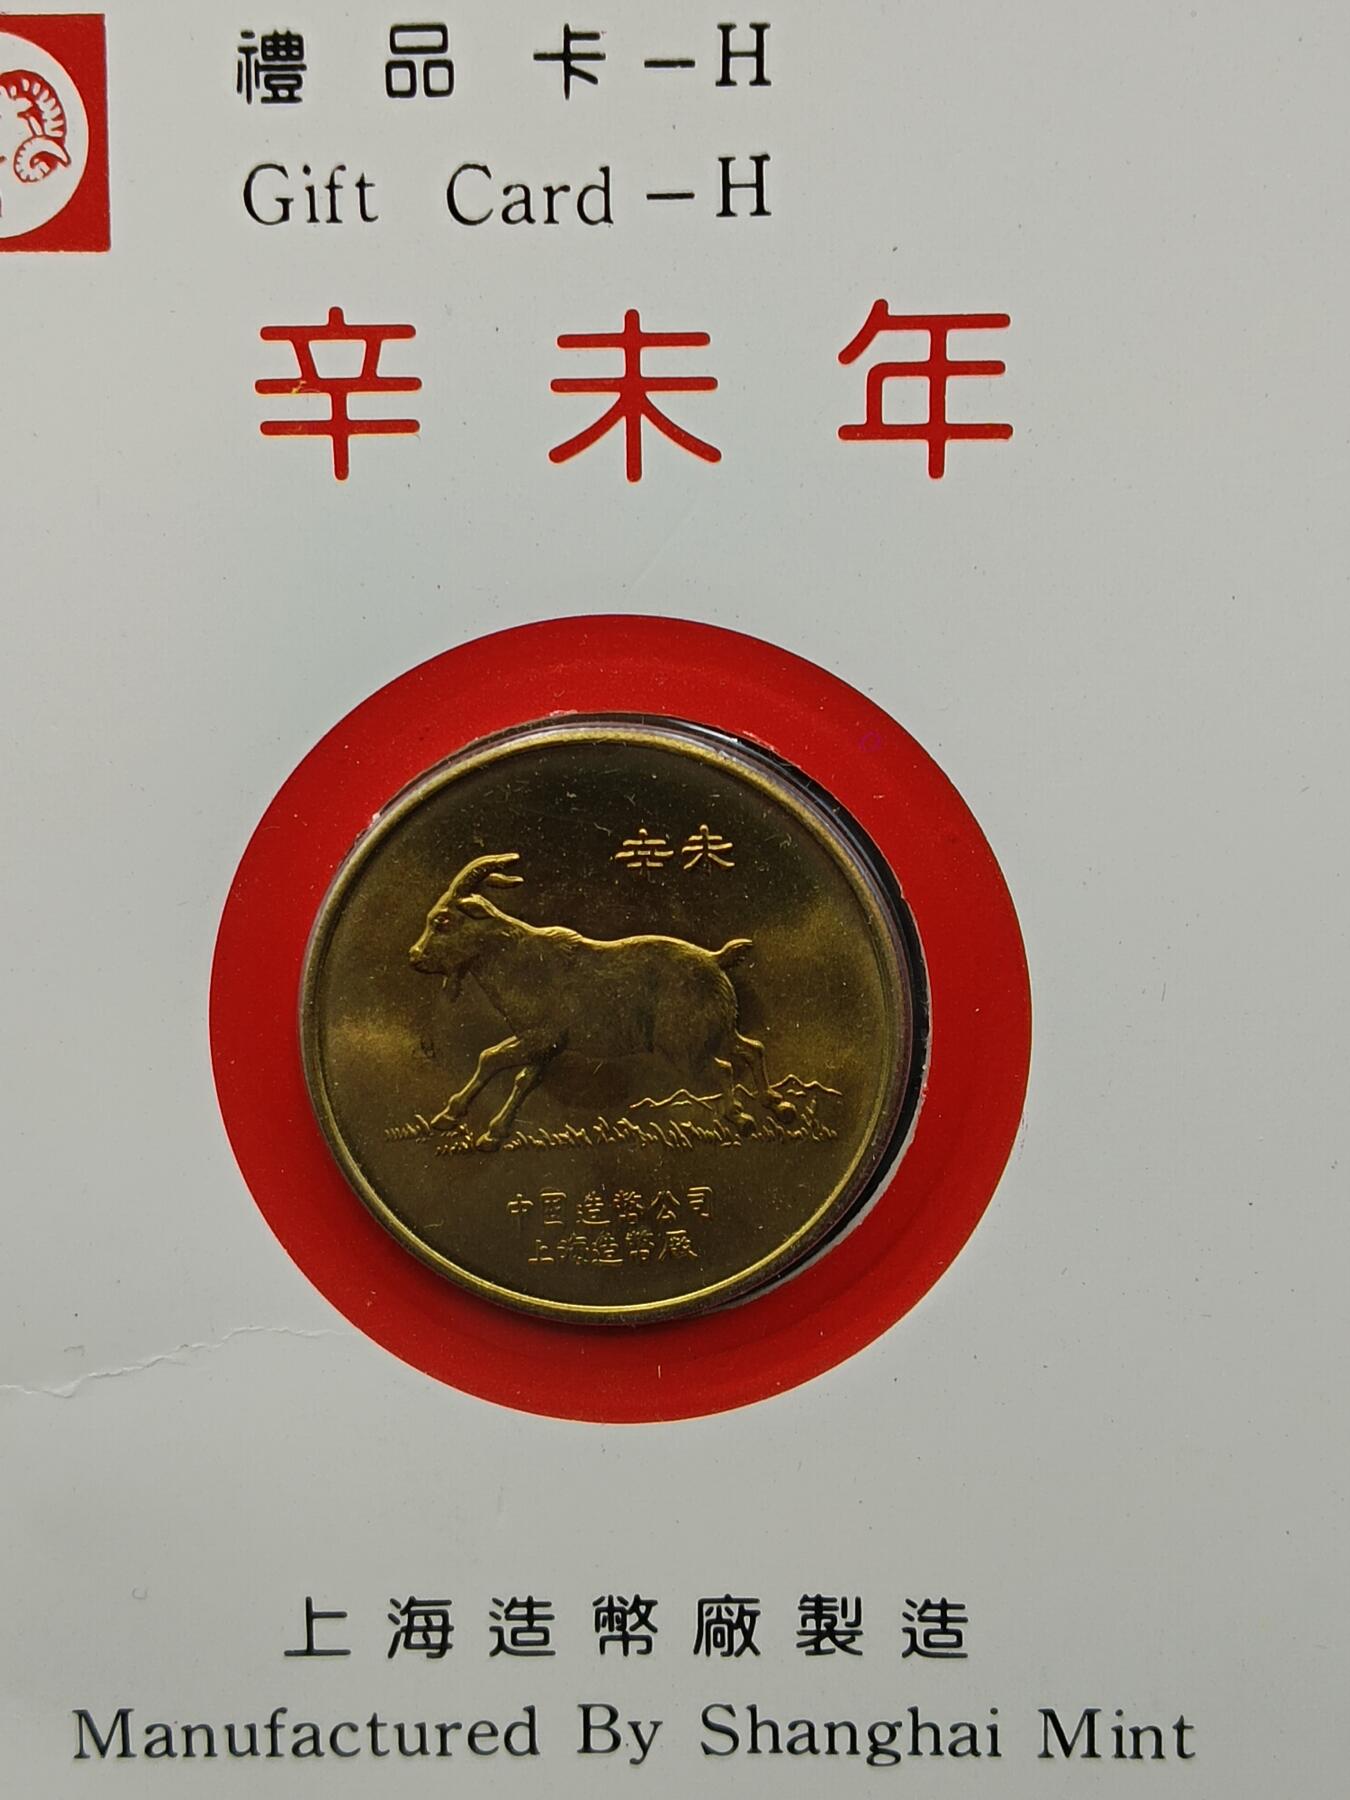 禮品卡-H
Gift Card-H
辛未年
辛未
中国造幣公司
上海造幣廠
上海造幣廠製造
Manufactured By Shanghai Mint